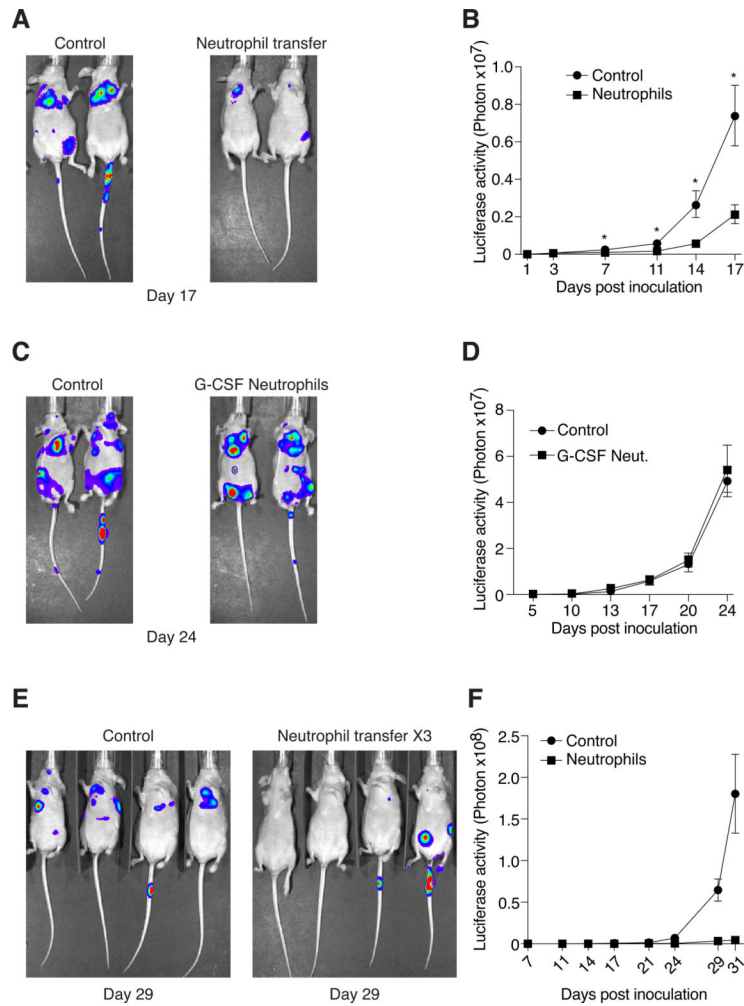 A
Control
Neutrophil transfer
Day 17
B
Luciferase activity (Photon x10⁷)
1.0
0.8
0.6
0.4
0.2
0
Control
Neutrophils
*
*
*
*
1 3 7 11 14 17
Days post inoculation
C
Control
G-CSF Neutrophils
Day 24
D
Luciferase activity (Photon x10⁷)
8
6
4
2
0
Control
G-CSF Neut.
5 10 13 17 20 24
Days post inoculation
E
Control
Neutrophil transfer X3
Day 29
Day 29
F
Luciferase activity (Photon x10⁸)
2.5
2.0
1.5
1.0
0.5
0
Control
Neutrophils
7 11 14 17 21 24 29 31
Days post inoculation